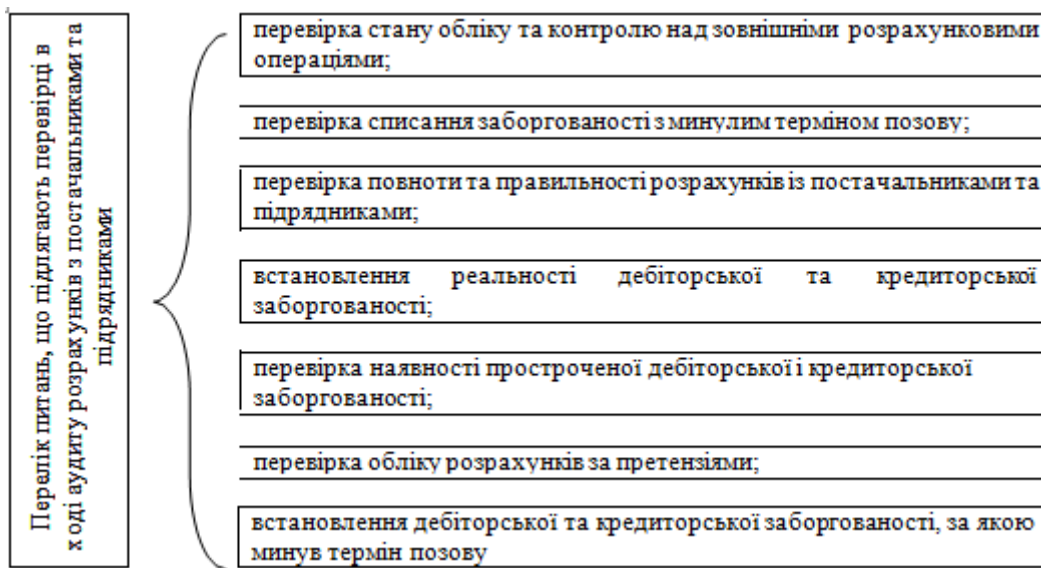 Перелік питань, що підлягають перевірці в
ході аудиту розрахунків з постачальниками та
підрядниками
перевірка стану обліку та контролю над зовнішніми розрахунковими
операціями;
перевірка списання заборгованості з минулим терміном позову;
перевірка повноти та правильності розрахунків із постачальниками та
підрядниками;
встановлення реальності дебіторської та кредиторської
заборгованості;
перевірка наявності простроченої дебіторської і кредиторської
заборгованості;
перевірка обліку розрахунків за претензіями;
встановлення дебіторської та кредиторської заборгованості, за якою
минув термін позову